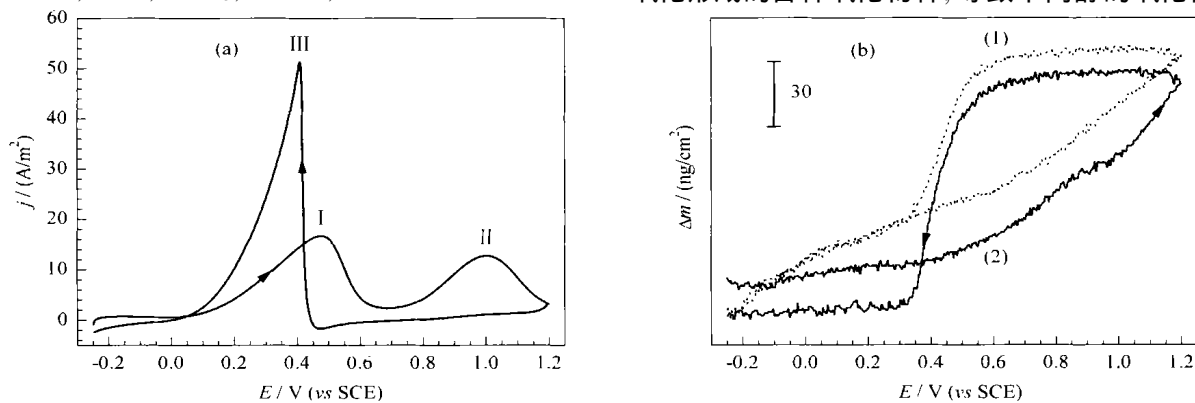 (a)
III
I
II
60
50
40
30
20
10
0
j / (A/m²)
-0.2 0.0 0.2 0.4 0.6 0.8 1.0 1.2
E / V (vs SCE)
(b)
(1)
30
(2)
Δm / (ng/cm²)
-0.2 0.0 0.2 0.4 0.6 0.8 1.0 1.2
E / V (vs SCE)